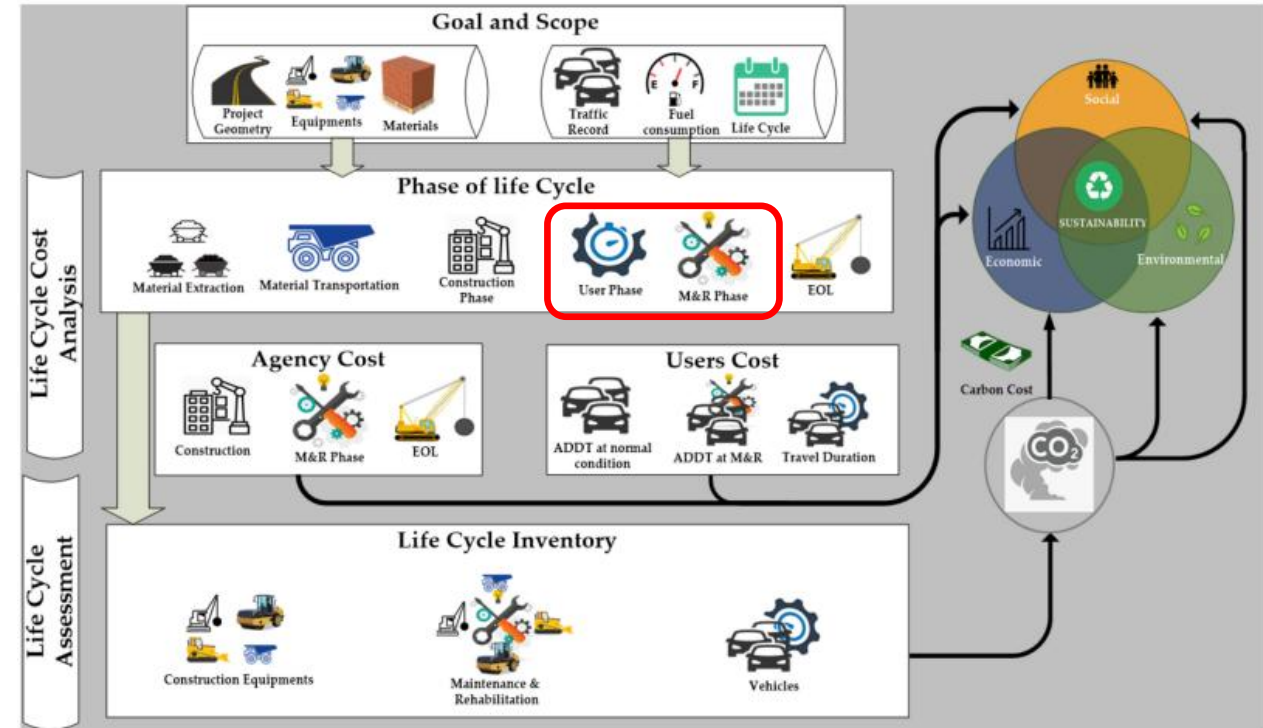 Goal and Scope
Project
Geometry
Equipments
Materials
Traffic
Record
E F
Fuel
consumption
Life Cycle
Life Cycle Cost
Analysis
Phase of life Cycle
Material Extraction
Material Transportation
Construction
Phase
User Phase
M&R Phase
EOL
Agency Cost
Construction
M&R Phase
EOL
Users Cost
ADDT at normal
condition
ADDT at M&R
Travel Duration
Life Cycle
Assessment
Life Cycle Inventory
Construction Equipments
Maintenance &
Rehabilitation
Vehicles
Social
SUSTAINABILITY
Economic
Environmental
Carbon Cost
CO2